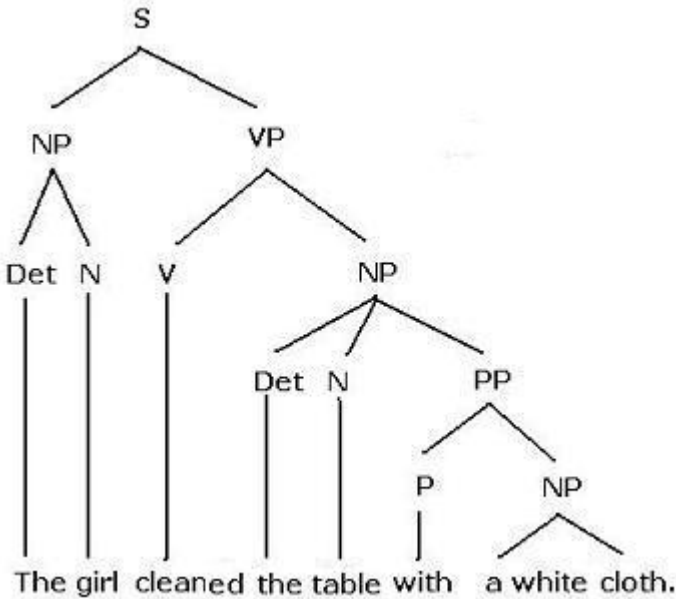 S
NP VP
Det N V NP
Det N PP
P NP
The girl cleaned the table with a white cloth.